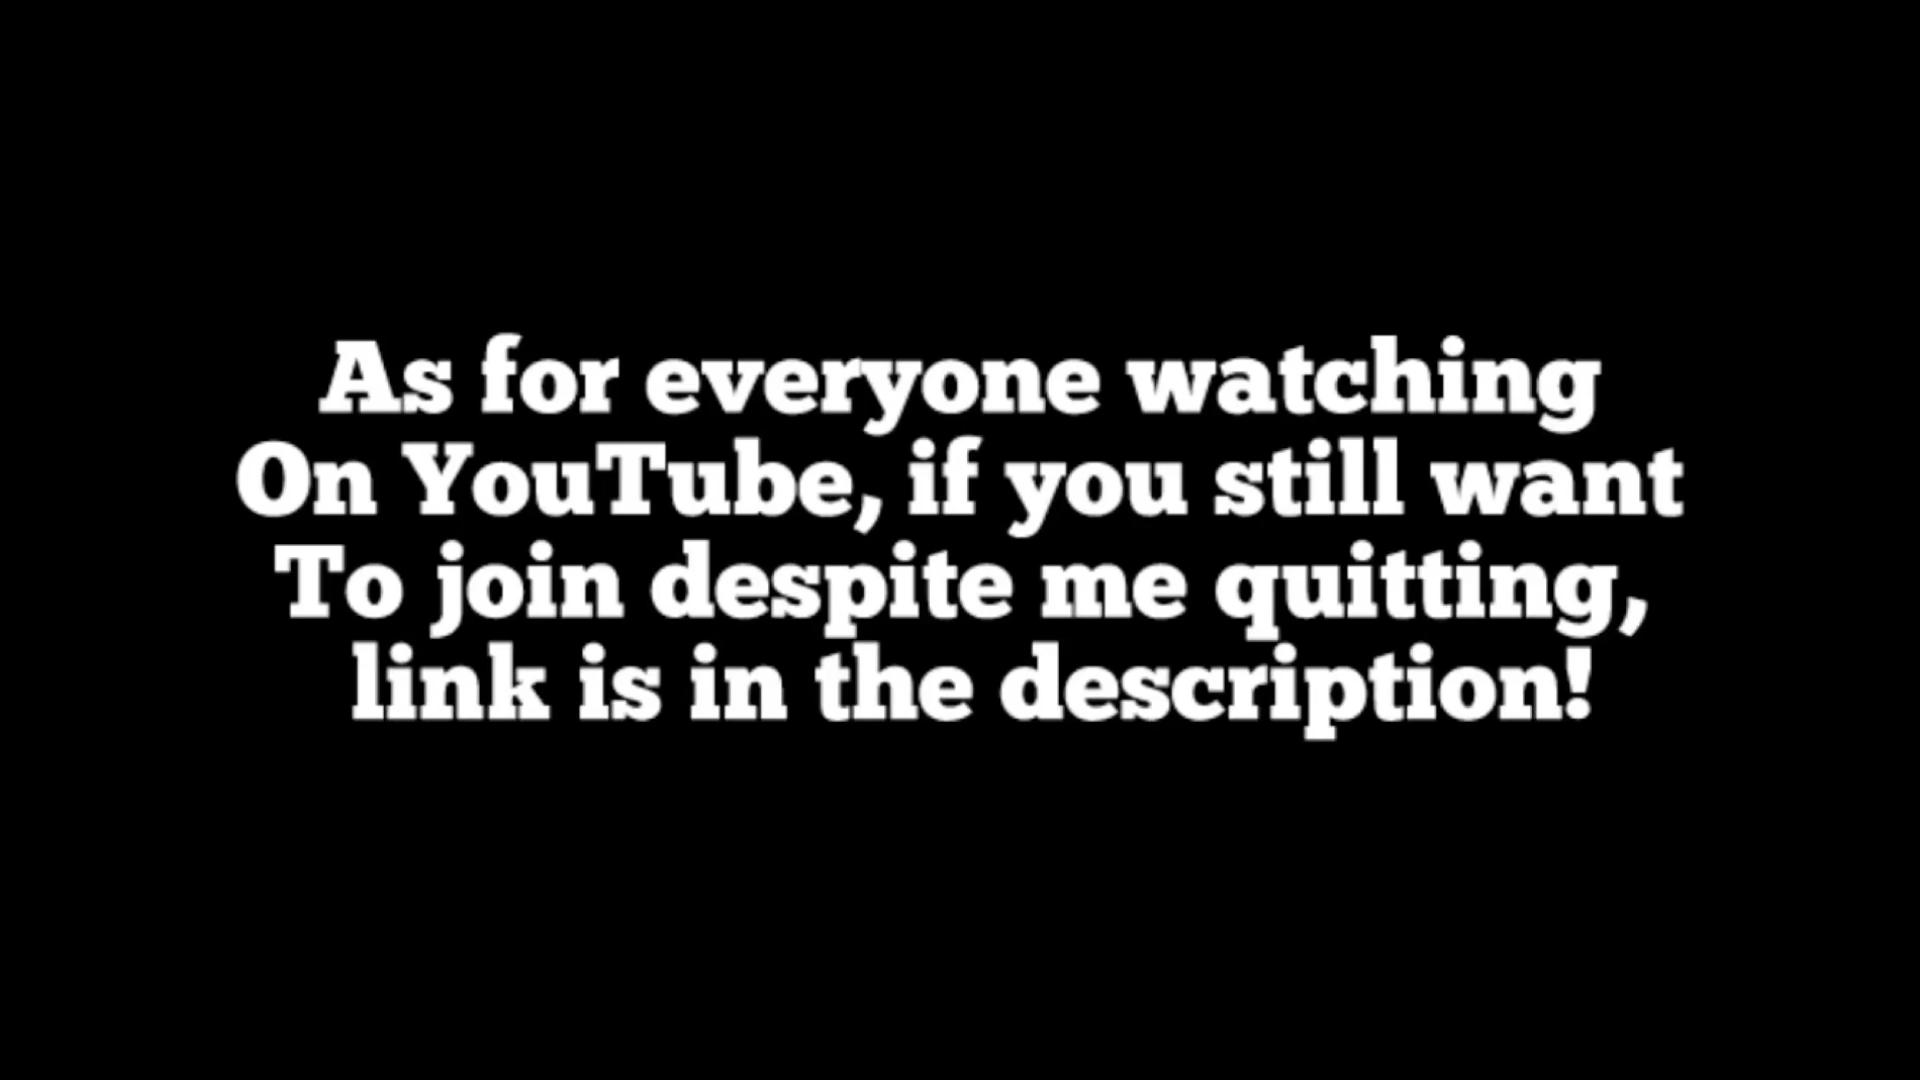 As for everyone watching
On YouTube, if you still want
To join despite me quitting,
link is in the description!